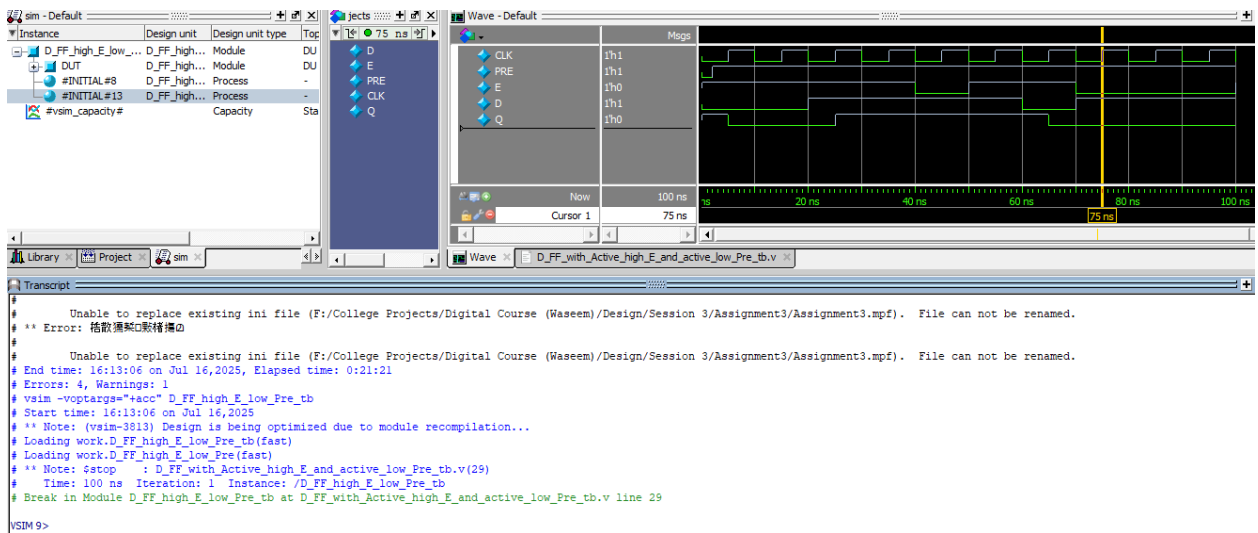 sim - Default
Instance Design unit Design unit type Top
D_FF_high_E_low_... D_FF_high... Module DU
DUT D_FF_high... Module DU
#INITIAL#8 D_FF_high... Process -
#INITIAL#13 D_FF_high... Process -
#vsim_capacity# Capacity Sta
Library Project sim
jects
75 ns
D
E
PRE
CLK
Q
Wave - Default
Msgs
CLK 1'h1
PRE 1'h1
E 1'h0
D 1'h1
Q 1'h0
Now 100 ns
Cursor 1 75 ns
ns 20 ns 40 ns 60 ns 80 ns 100 ns
75 ns
Wave D_FF_with_Active_high_E_and_active_low_Pre_tb.v
Transcript
#
# Unable to replace existing ini file (F:/College Projects/Digital Course (Waseem)/Design/Session 3/Assignment3/Assignment3.mpf). File can not be renamed.
# ** Error:
#
# Unable to replace existing ini file (F:/College Projects/Digital Course (Waseem)/Design/Session 3/Assignment3/Assignment3.mpf). File can not be renamed.
# End time: 16:13:06 on Jul 16,2025, Elapsed time: 0:21:21
# Errors: 4, Warnings: 1
# vsim -voptargs="+acc" D_FF_high_E_low_Pre_tb
# Start time: 16:13:06 on Jul 16,2025
# ** Note: (vsim-3813) Design is being optimized due to module recompilation...
# Loading work.D_FF_high_E_low_Pre_tb(fast)
# Loading work.D_FF_high_E_low_Pre(fast)
# ** Note: $stop : D_FF_with_Active_high_E_and_active_low_Pre_tb.v(29)
# Time: 100 ns Iteration: 1 Instance: /D_FF_high_E_low_Pre_tb
# Break in Module D_FF_high_E_low_Pre_tb at D_FF_with_Active_high_E_and_active_low_Pre_tb.v line 29
VSIM 9>